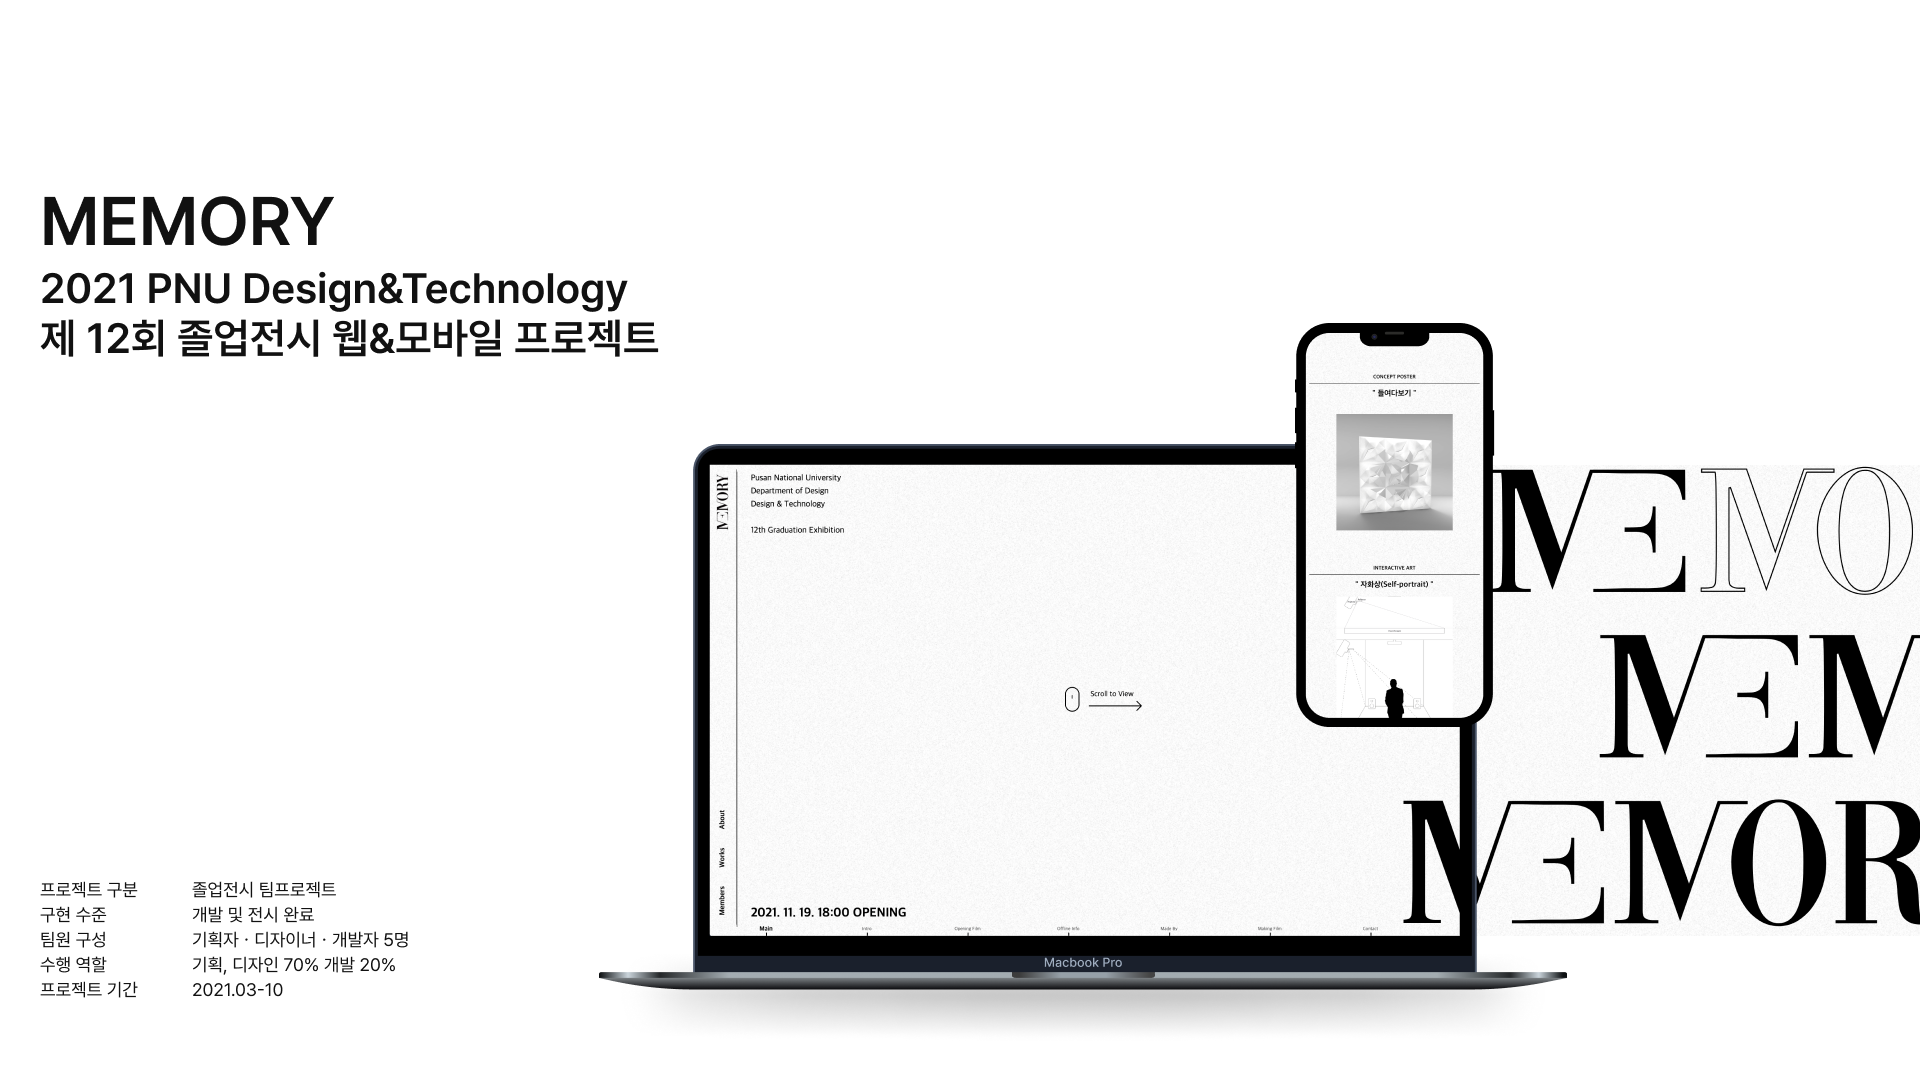 MEMORY
2021 PNU Design&Technology
제 12회 졸업전시 웹&모바일 프로젝트
프로젝트 구분 졸업전시 팀프로젝트
구현 수준 개발 및 전시 완료
팀원 구성 기획자 · 디자이너 · 개발자 5명
수행 역할 기획, 디자인 70% 개발 20%
프로젝트 기간 2021.03-10
MEMORY
About
Works
Members
Pusan National University
Department of Design
Design & Technology
12th Graduation Exhibition
Scroll to View
2021. 11. 19. 18:00 OPENING
Main Intro Opening Film Offline Info Made By Making Film Contact
Macbook Pro
CONCEPT POSTER
" 들여다보기 "
INTERACTIVE ART
" 자화상(Self-portrait) "
MEMO
MEM
MEMOR